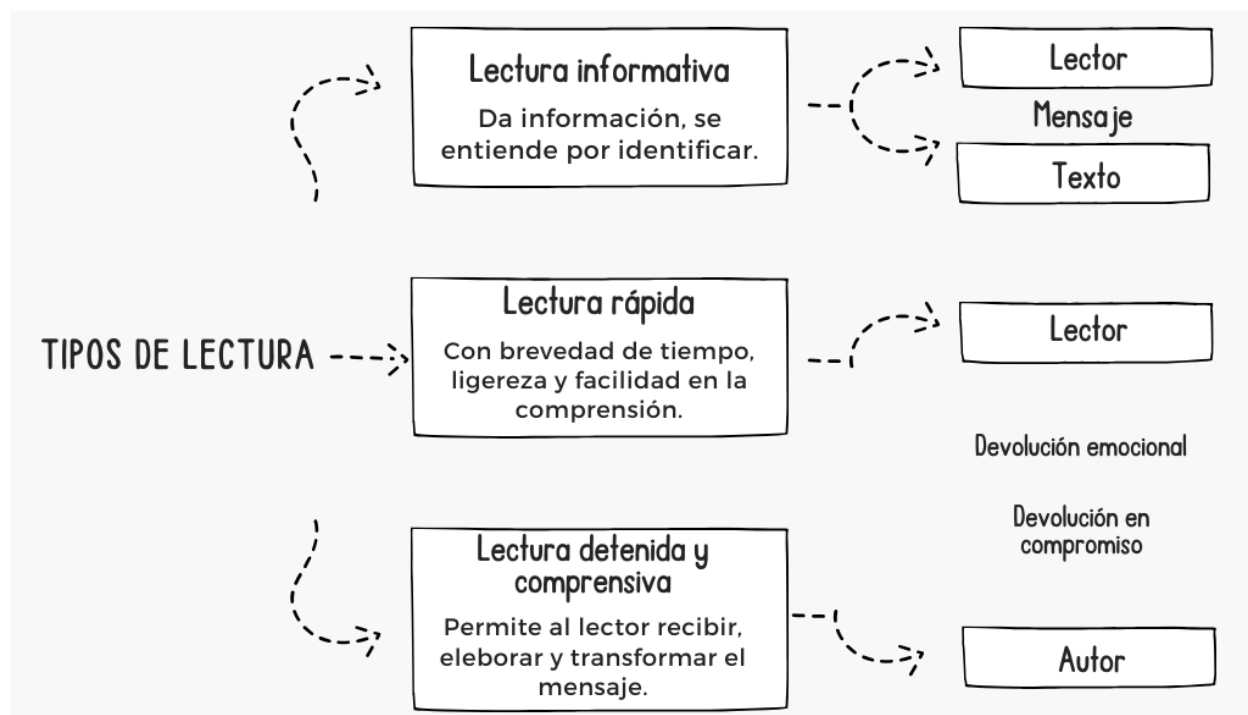 Lectura informativa
Da información, se
entiende por identificar.
Lector
Mensaje
Texto
TIPOS DE LECTURA
Lectura rápida
Con brevedad de tiempo,
ligereza y facilidad en la
comprensión.
Lector
Devolución emocional
Devolución en
compromiso
Lectura detenida y
comprensiva
Permite al lector recibir,
eleborar y transformar el
mensaje.
Autor